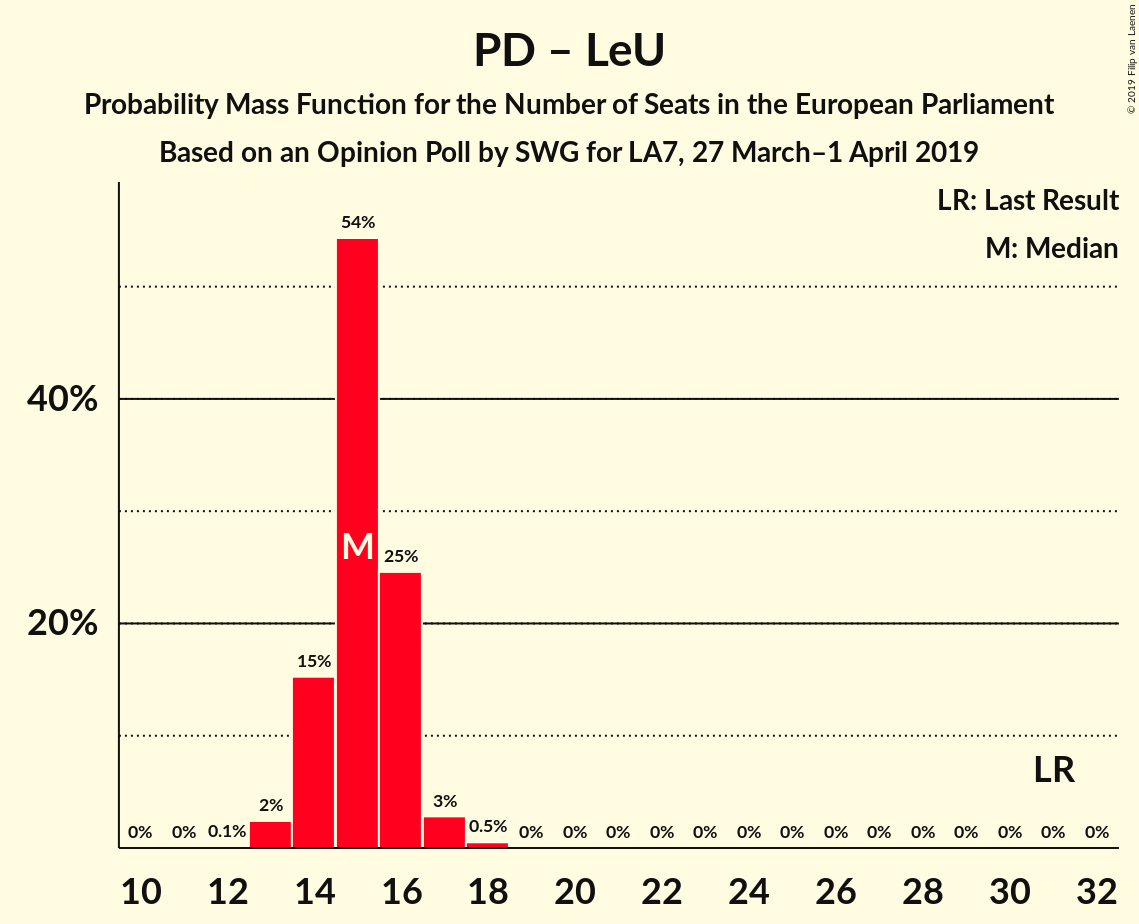 PD – LeU
Probability Mass Function for the Number of Seats in the European Parliament
Based on an Opinion Poll by SWG for LA7, 27 March–1 April 2019
© 2019 Filip van Laenen
LR: Last Result
M: Median
54%
40%
M
25%
20%
15%
LR
2%
3%
0% 0% 0.1% 0.5% 0% 0% 0% 0% 0% 0% 0% 0% 0% 0% 0% 0% 0% 0%
10 12 14 16 18 20 22 24 26 28 30 32